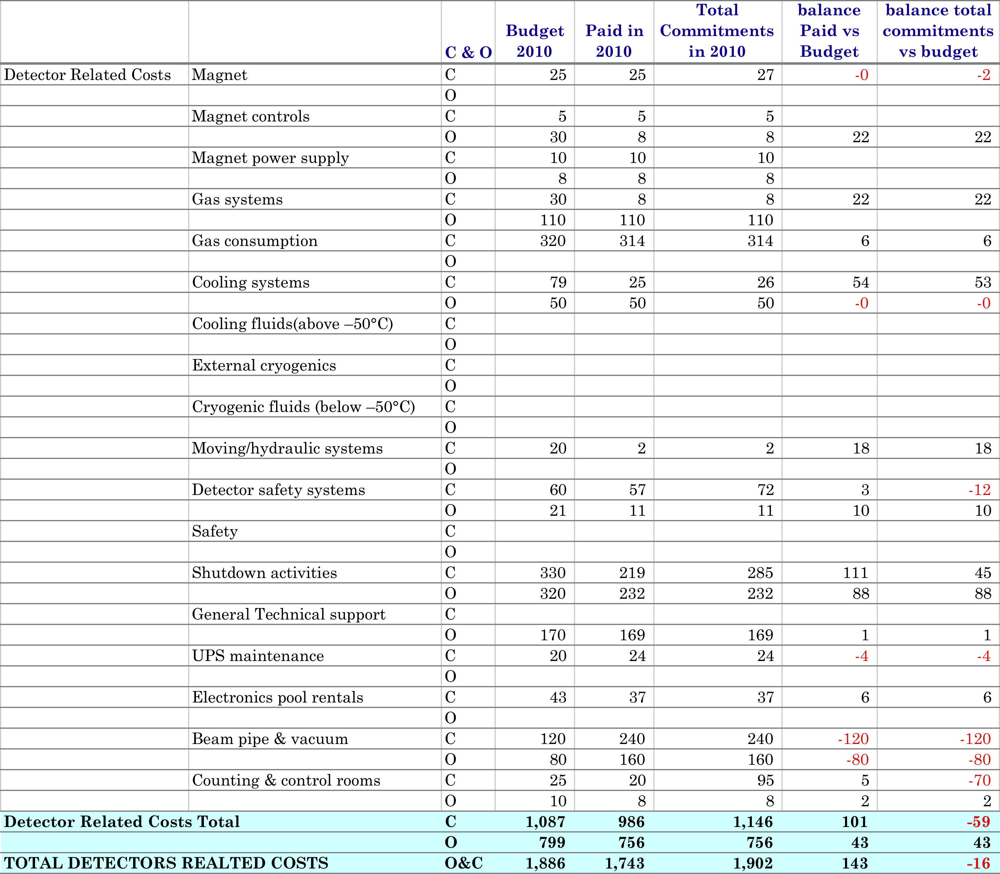 C & O Budget 2010 Paid in 2010 Total Commitments in 2010 balance Paid vs Budget balance total commitments vs budget
Detector Related Costs Magnet C 25 25 27 -0 -2
O
Magnet controls C 5 5 5
O 30 8 8 22 22
Magnet power supply C 10 10 10
O 8 8 8
Gas systems C 30 8 8 22 22
O 110 110 110
Gas consumption C 320 314 314 6 6
O
Cooling systems C 79 25 26 54 53
O 50 50 50 -0 -0
Cooling fluids(above –50°C) C
O
External cryogenics C
O
Cryogenic fluids (below –50°C) C
O
Moving/hydraulic systems C 20 2 2 18 18
O
Detector safety systems C 60 57 72 3 -12
O 21 11 11 10 10
Safety C
O
Shutdown activities C 330 219 285 111 45
O 320 232 232 88 88
General Technical support C
O 170 169 169 1 1
UPS maintenance C 20 24 24 -4 -4
O
Electronics pool rentals C 43 37 37 6 6
O
Beam pipe & vacuum C 120 240 240 -120 -120
O 80 160 160 -80 -80
Counting & control rooms C 25 20 95 5 -70
O 10 8 8 2 2
Detector Related Costs Total C 1,087 986 1,146 101 -59
O 799 756 756 43 43
TOTAL DETECTORS REALTED COSTS O&C 1,886 1,743 1,902 143 -16